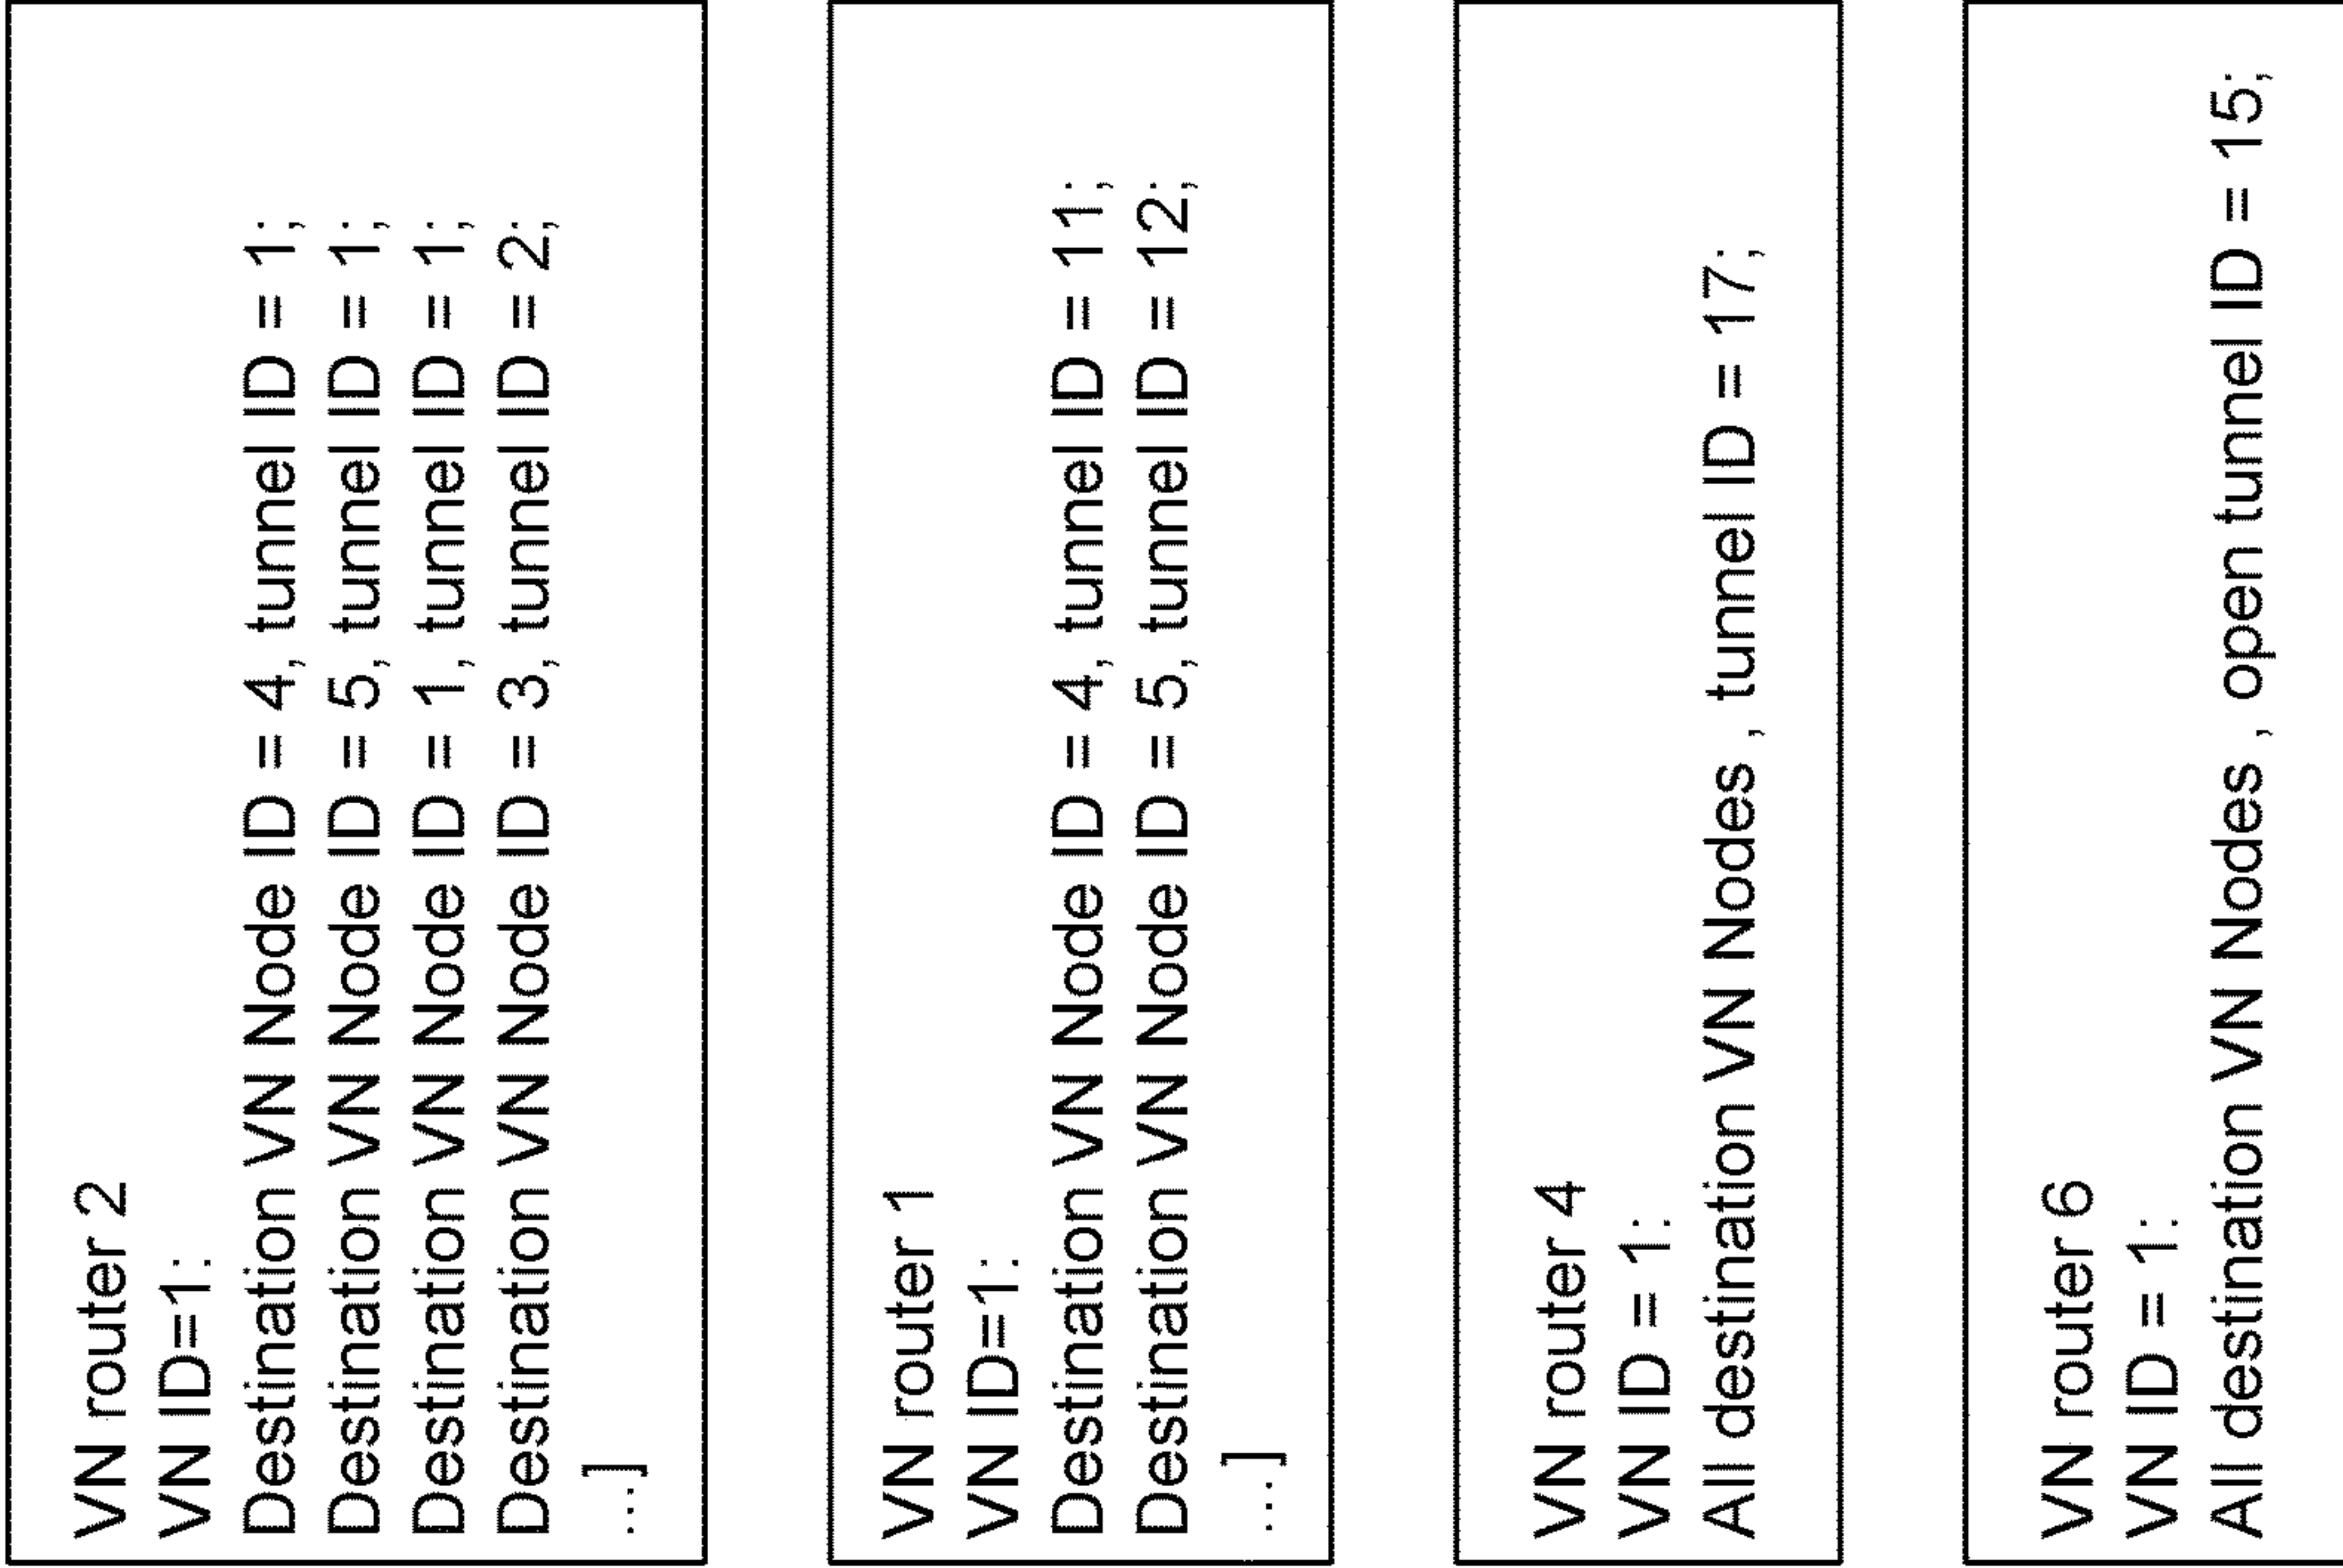 VN router 2
VN ID=1:
Destination VN Node ID = 4, tunnel ID = 1;
Destination VN Node ID = 5, tunnel ID = 1;
Destination VN Node ID = 1, tunnel ID = 1;
Destination VN Node ID = 3, tunnel ID = 2;
...]
VN router 1
VN ID=1:
Destination VN Node ID = 4, tunnel ID = 11;
Destination VN Node ID = 5, tunnel ID = 12;
...]
VN router 4
VN ID = 1:
All destination VN Nodes , tunnel ID = 17;
VN router 6
VN ID = 1:
All destination VN Nodes , open tunnel ID = 15;